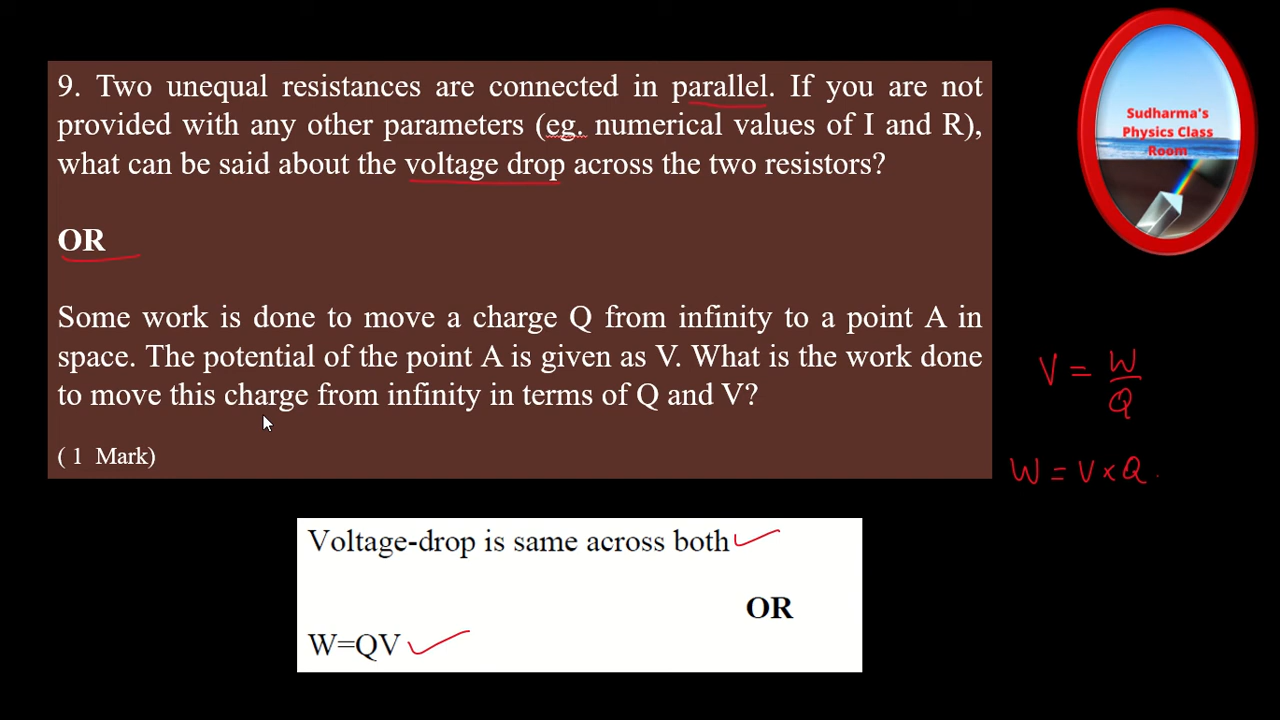 9. Two unequal resistances are connected in parallel. If you are not
provided with any other parameters (eg. numerical values of I and R),
what can be said about the voltage drop across the two resistors?
OR
Some work is done to move a charge Q from infinity to a point A in
space. The potential of the point A is given as V. What is the work done
to move this charge from infinity in terms of Q and V?
( 1 Mark)
Sudharma's
Physics Class
Room
V = W/Q
W = V×Q.
Voltage-drop is same across both
OR
W=QV